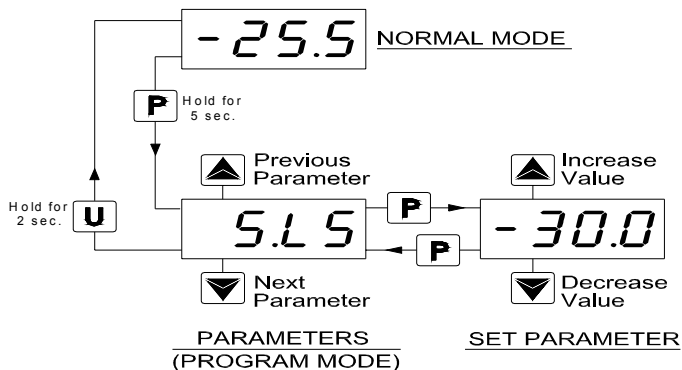 -25.5
NORMAL MODE
P
Hold for
5 sec.
Previous
Parameter
Increase
Value
Hold for
2 sec.
U
S.LS
P
P
-30.0
Next
Parameter
Decrease
Value
PARAMETERS
(PROGRAM MODE)
SET PARAMETER